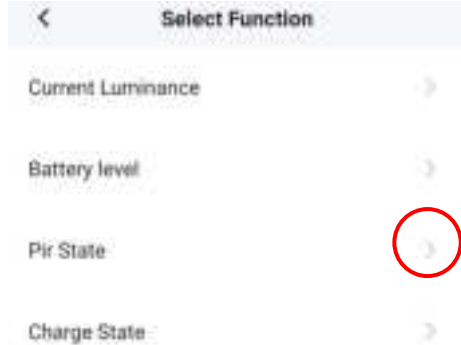 Select Function
Current Luminance
Battery level
Pir State
Charge State